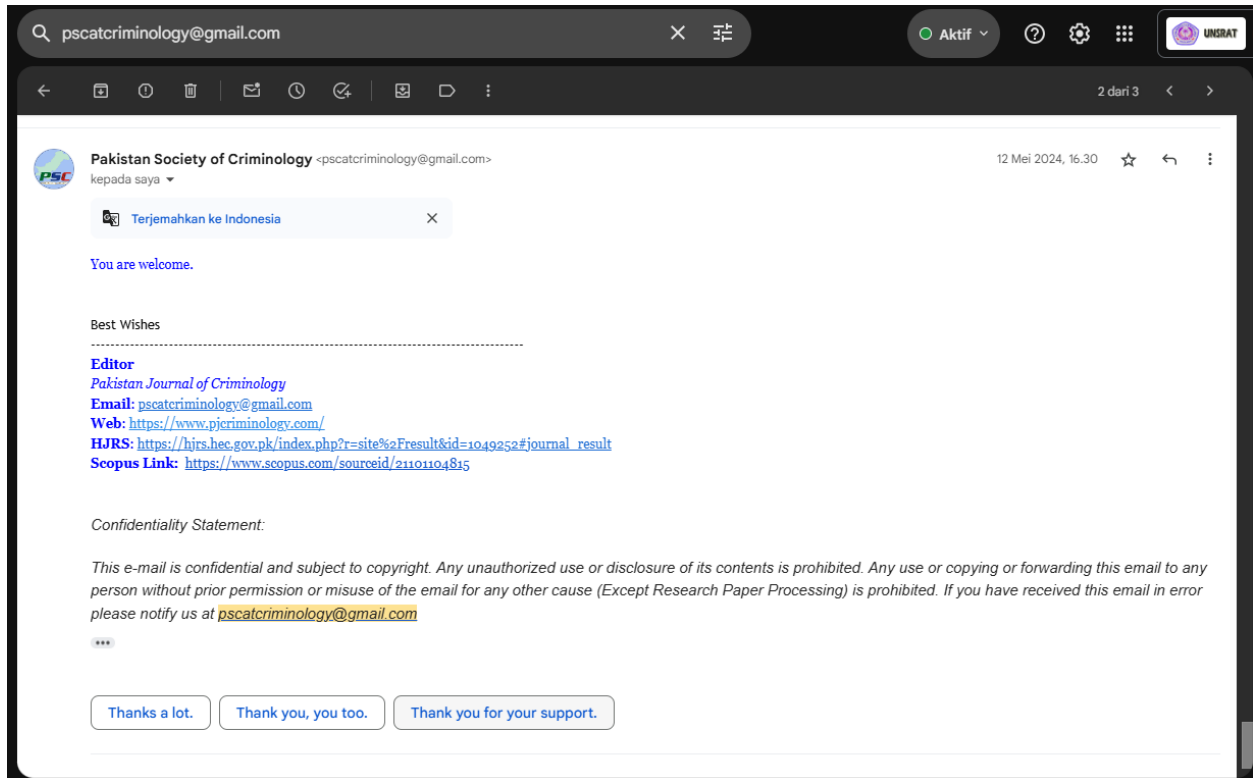 pscatcriminology@gmail.com
Aktif
UNSRAT
2 dari 3
PSC
Pakistan Society of Criminology <pscatcriminology@gmail.com>
12 Mei 2024, 16.30
kepada saya
Terjemahkan ke Indonesia
You are welcome.
Best Wishes
----------------------------------------------------------------------------------------
Editor
Pakistan Journal of Criminology
Email: pscatcriminology@gmail.com
Web: https://www.pjcriminology.com/
HJRS: https://hjrs.hec.gov.pk/index.php?r=site%2Fresult&id=1049252#journal_result
Scopus Link: https://www.scopus.com/sourceid/21101104815
Confidentiality Statement:
This e-mail is confidential and subject to copyright. Any unauthorized use or disclosure of its contents is prohibited. Any use or copying or forwarding this email to any
person without prior permission or misuse of the email for any other cause (Except Research Paper Processing) is prohibited. If you have received this email in error
please notify us at pscatcriminology@gmail.com
Thanks a lot.
Thank you, you too.
Thank you for your support.